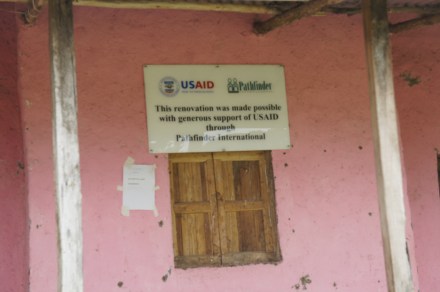 USAID Pathfinder
This renovation was made possible
with generous support of USAID
through
Pathfinder International